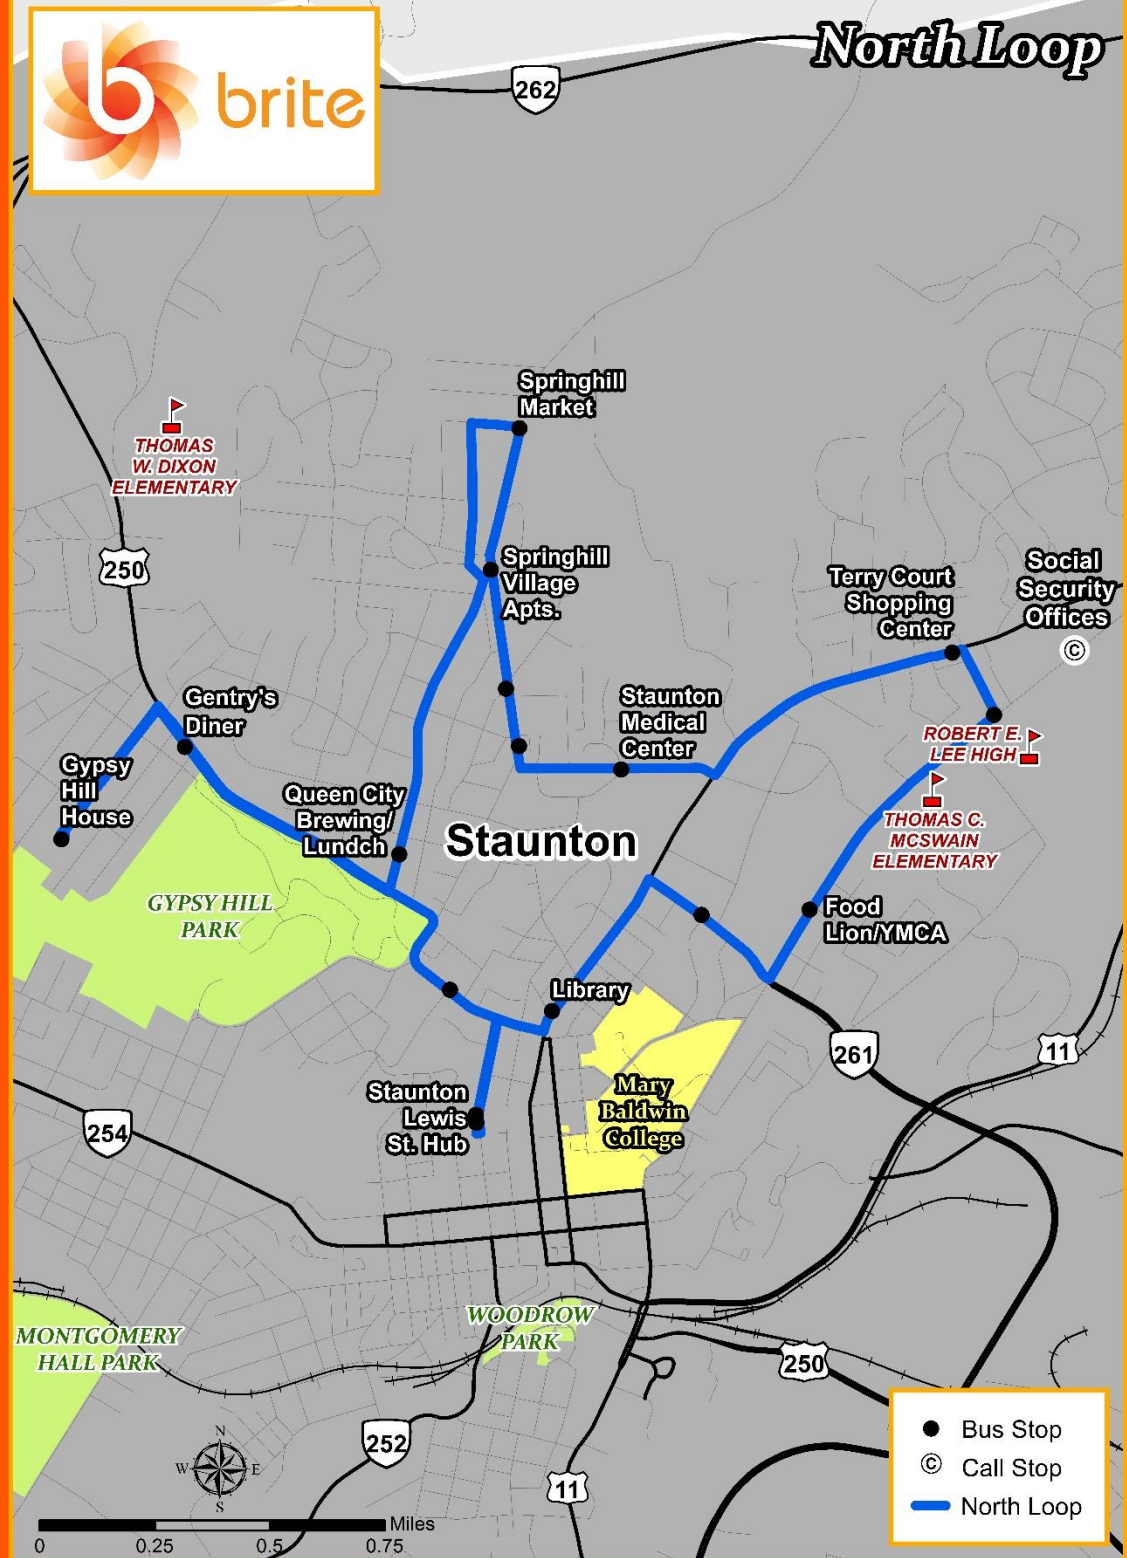 b brite
North Loop
262
Springhill
Market
THOMAS
W. DIXON
ELEMENTARY
250
Springhill
Village
Apts.
Terry Court
Shopping
Center
Social
Security
Offices
©
Gentry's
Diner
Staunton
Medical
Center
ROBERT E.
LEE HIGH
Gypsy
Hill
House
Queen City
Brewing/
Lundch
Staunton
THOMAS C.
MCSWAIN
ELEMENTARY
GYPSY HILL
PARK
Food
Lion/YMCA
Library
261
11
Staunton
Lewis
St. Hub
Mary
Baldwin
College
254
MONTGOMERY
HALL PARK
WOODROW
PARK
250
252
11
N
W E
S
Miles
0 0.25 0.5 0.75
Bus Stop
© Call Stop
North Loop